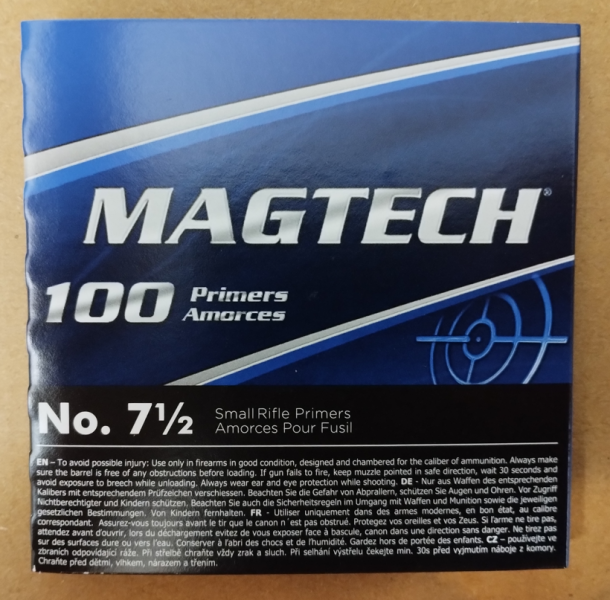 MAGTECH®
100 Primers
Amorces
No. 7½ Small Rifle Primers
Amorces Pour Fusil
EN – To avoid possible injury: Use only in firearms in good condition, designed and chambered for the caliber of ammunition. Always make
sure the barrel is free of any obstructions before loading. If gun fails to fire, keep muzzle pointed in safe direction, wait 30 seconds and
avoid exposure to breech while unloading. Always wear ear and eye protection while shooting. DE - Nur aus Waffen des entsprechenden
Kalibers mit entsprechendem Prüfzeichen verschiessen. Beachten Sie die Gefahr von Abprallern, schützen Sie Augen und Ohren. Vor Zugriff
Nichtberechtigter und Kindern schützen. Beachten Sie auch die Sicherheitsregeln im Umgang mit Waffen und Munition sowie die jeweiligen
gesetzlichen Bestimmungen. Von Kindern fernhalten. FR - Utiliser uniquement dans des armes modernes, en bon état, au calibre
correspondant. Assurez-vous toujours avant le tir que le canon n´est pas obstrué. Protegez vos oreilles et vos Zeus. Si l'arme ne tire pas,
attendez avant d'ouvrir, lors du déchargement evitez de vous exposer face à bascule, canon dans une direction sans danger. Ne tirez pas
sur des surfaces dures ou vers l'eau. Conserver à l'abri des chocs et de l'humidité. Gardez hors de portée des enfants. CZ – používejte ve
zbraních odpovídající ráže. Při střelbě chraňte vždy zrak a sluch. Při selhání výstřelu čekejte min. 30s před vyjmutím náboje z komory.
Chraňte před dětmi, vlhkem, nárazem a třením.